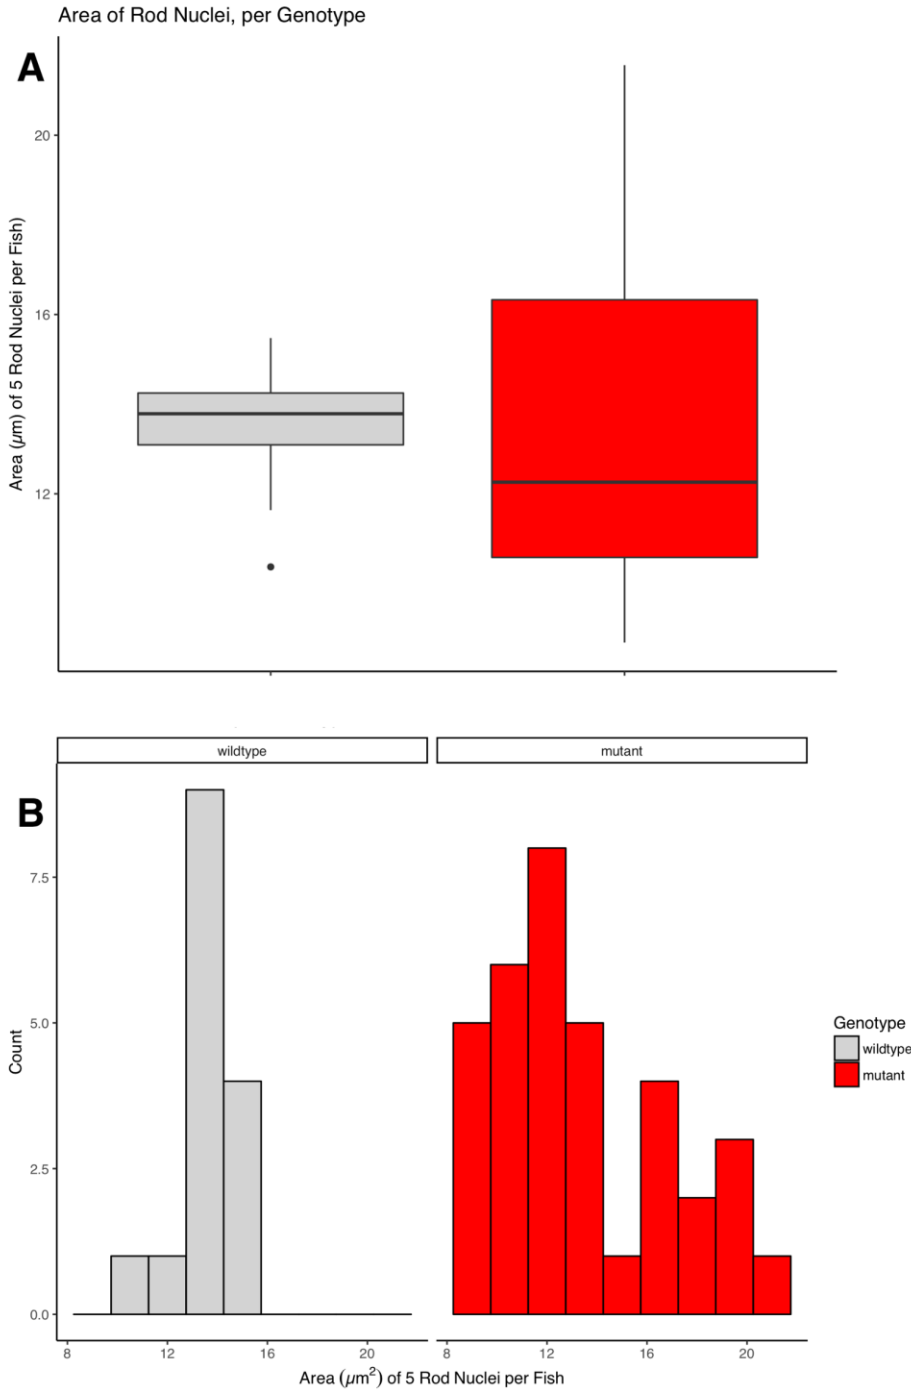 Area of Rod Nuclei, per Genotype
A
Area (µm) of 5 Rod Nuclei per Fish)
20
16
12
wildtype
mutant
B
Count
7.5
5.0
2.5
0.0
8
12
16
20
8
12
16
20
Area (µm²) of 5 Rod Nuclei per Fish
Genotype
wildtype
mutant